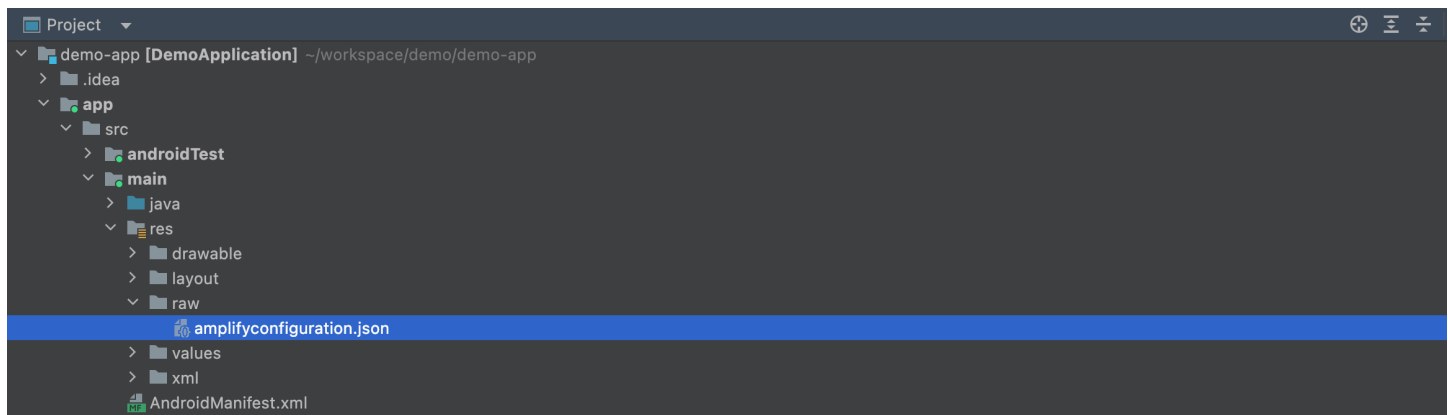 Project
demo-app [DemoApplication] ~/workspace/demo/demo-app
.idea
app
src
androidTest
main
java
res
drawable
layout
raw
amplifyconfiguration.json
values
xml
MF AndroidManifest.xml